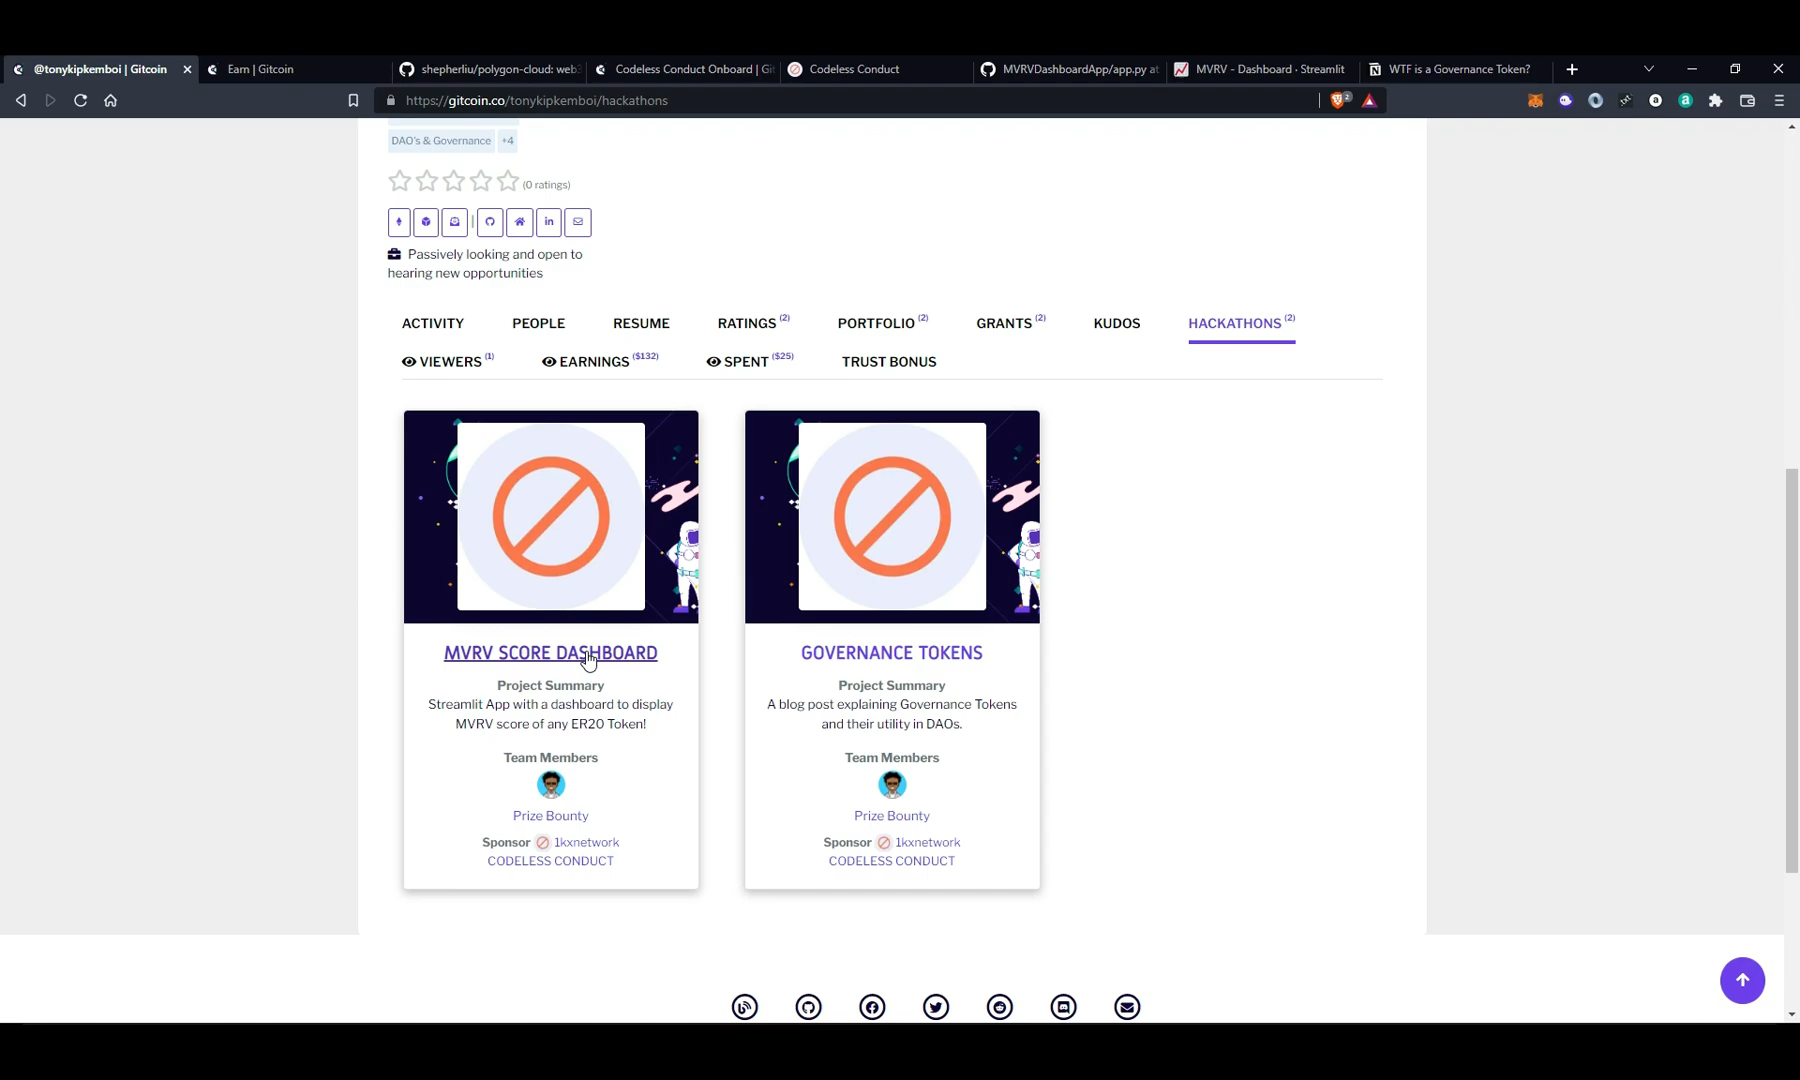 @tonykipkemboi | Gitcoin
Earn | Gitcoin
shepherliu/polygon-cloud: web3
Codeless Conduct Onboard | Git
Codeless Conduct
MVRVDashboardApp/app.py at
MVRV - Dashboard · Streamlit
WTF is a Governance Token?
https://gitcoin.co/tonykipkemboi/hackathons
2
DAO's & Governance +4
(0 ratings)
Passively looking and open to
hearing new opportunities
ACTIVITY PEOPLE RESUME RATINGS (2) PORTFOLIO (2) GRANTS (2) KUDOS HACKATHONS (2)
VIEWERS (1) EARNINGS ($132) SPENT ($25) TRUST BONUS
MVRV SCORE DASHBOARD
Project Summary
Streamlit App with a dashboard to display
MVRV score of any ER20 Token!
Team Members
Prize Bounty
Sponsor 1kxnetwork
CODELESS CONDUCT
GOVERNANCE TOKENS
Project Summary
A blog post explaining Governance Tokens
and their utility in DAOs.
Team Members
Prize Bounty
Sponsor 1kxnetwork
CODELESS CONDUCT